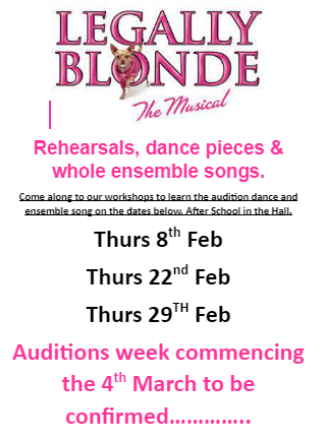 LEGALLY
BLONDE
The Musical
Rehearsals, dance pieces &
whole ensemble songs.
Come along to our workshops to learn the audition dance and
ensemble song on the dates below. After School in the Hall.
Thurs 8th Feb
Thurs 22nd Feb
Thurs 29TH Feb
Auditions week commencing
the 4th March to be
confirmed…………..